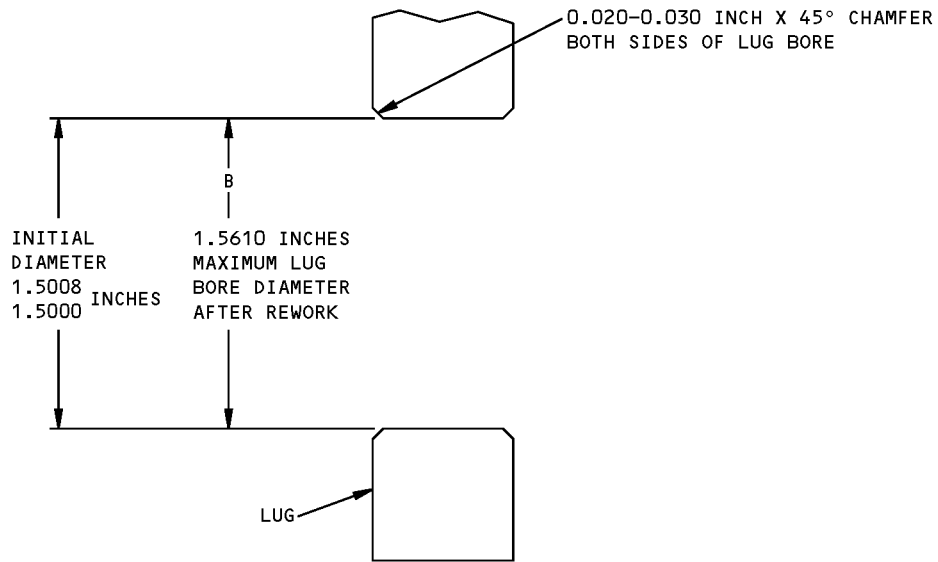 0.020-0.030 INCH X 45° CHAMFER
BOTH SIDES OF LUG BORE
B
INITIAL
DIAMETER
1.5008
1.5000
INCHES
1.5610 INCHES
MAXIMUM LUG
BORE DIAMETER
AFTER REWORK
LUG